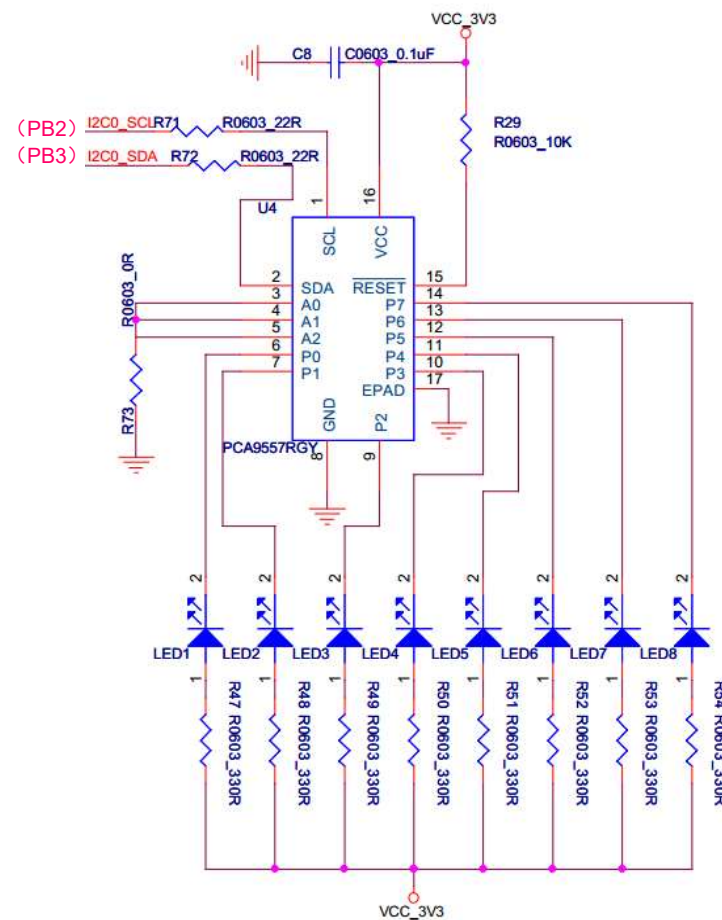 VCC_3V3
C8 C0603_0.1uF
（PB2） I2C0_SCL R71 R0603_22R
R29
R0603_10K
（PB3） I2C0_SDA R72 R0603_22R
1
16
U4
SCL
VCC
R0603_0R
R73
2 SDA
3 A0
4 A1
5 A2
6 P0
7 P1
RESET 15
P7 14
P6 13
P5 12
P4 11
P3 10
EPAD 17
GND
P2
PCA9557RGY
8
9
2 2 2 2 2 2 2 2
LED1 LED2 LED3 LED4 LED5 LED6 LED7 LED8
1 1 1 1 1 1 1 1
R47 R0603_330R
R48 R0603_330R
R49 R0603_330R
R50 R0603_330R
R51 R0603_330R
R52 R0603_330R
R53 R0603_330R
R54 R0603_330R
VCC_3V3